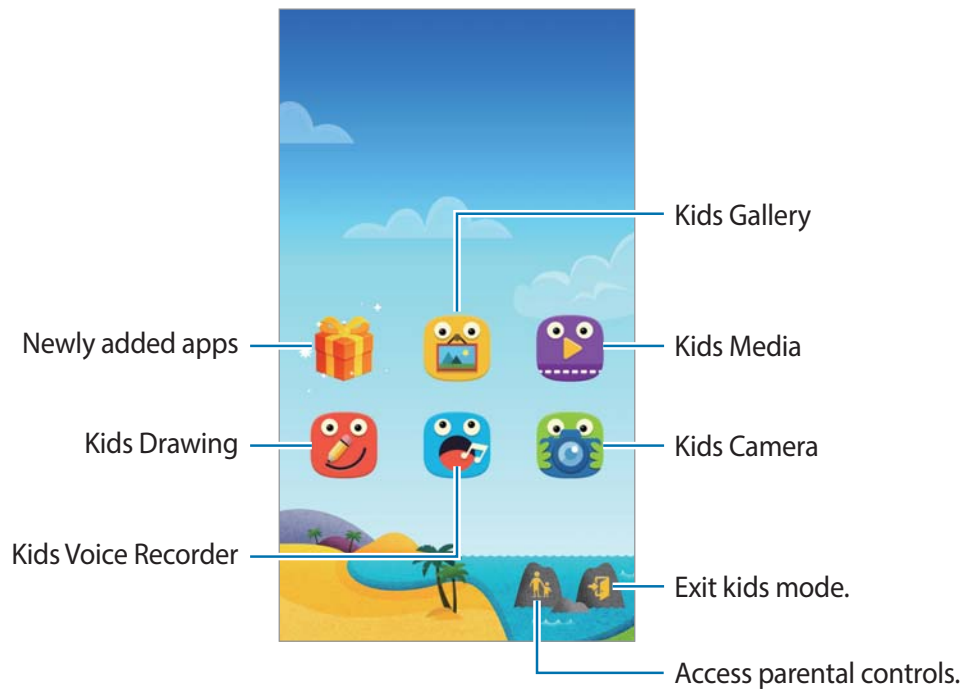 Kids Gallery
Newly added apps
Kids Media
Kids Drawing
Kids Camera
Kids Voice Recorder
Exit kids mode.
Access parental controls.